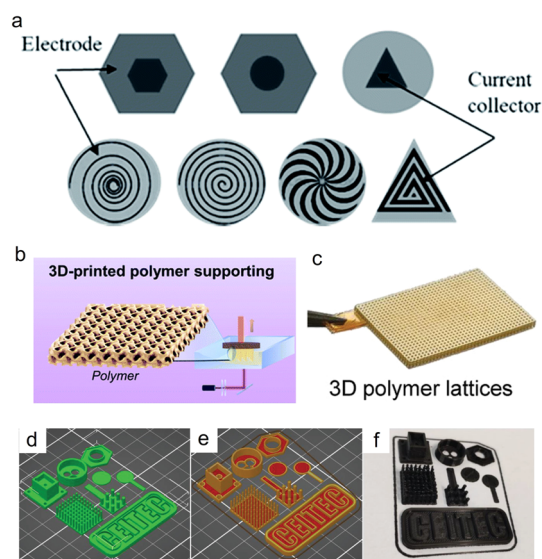 a
Electrode
Current
collector
b
3D-printed polymer supporting
Polymer
c
3D polymer lattices
d
CEITEC
e
CEITEC
f
CEITEC